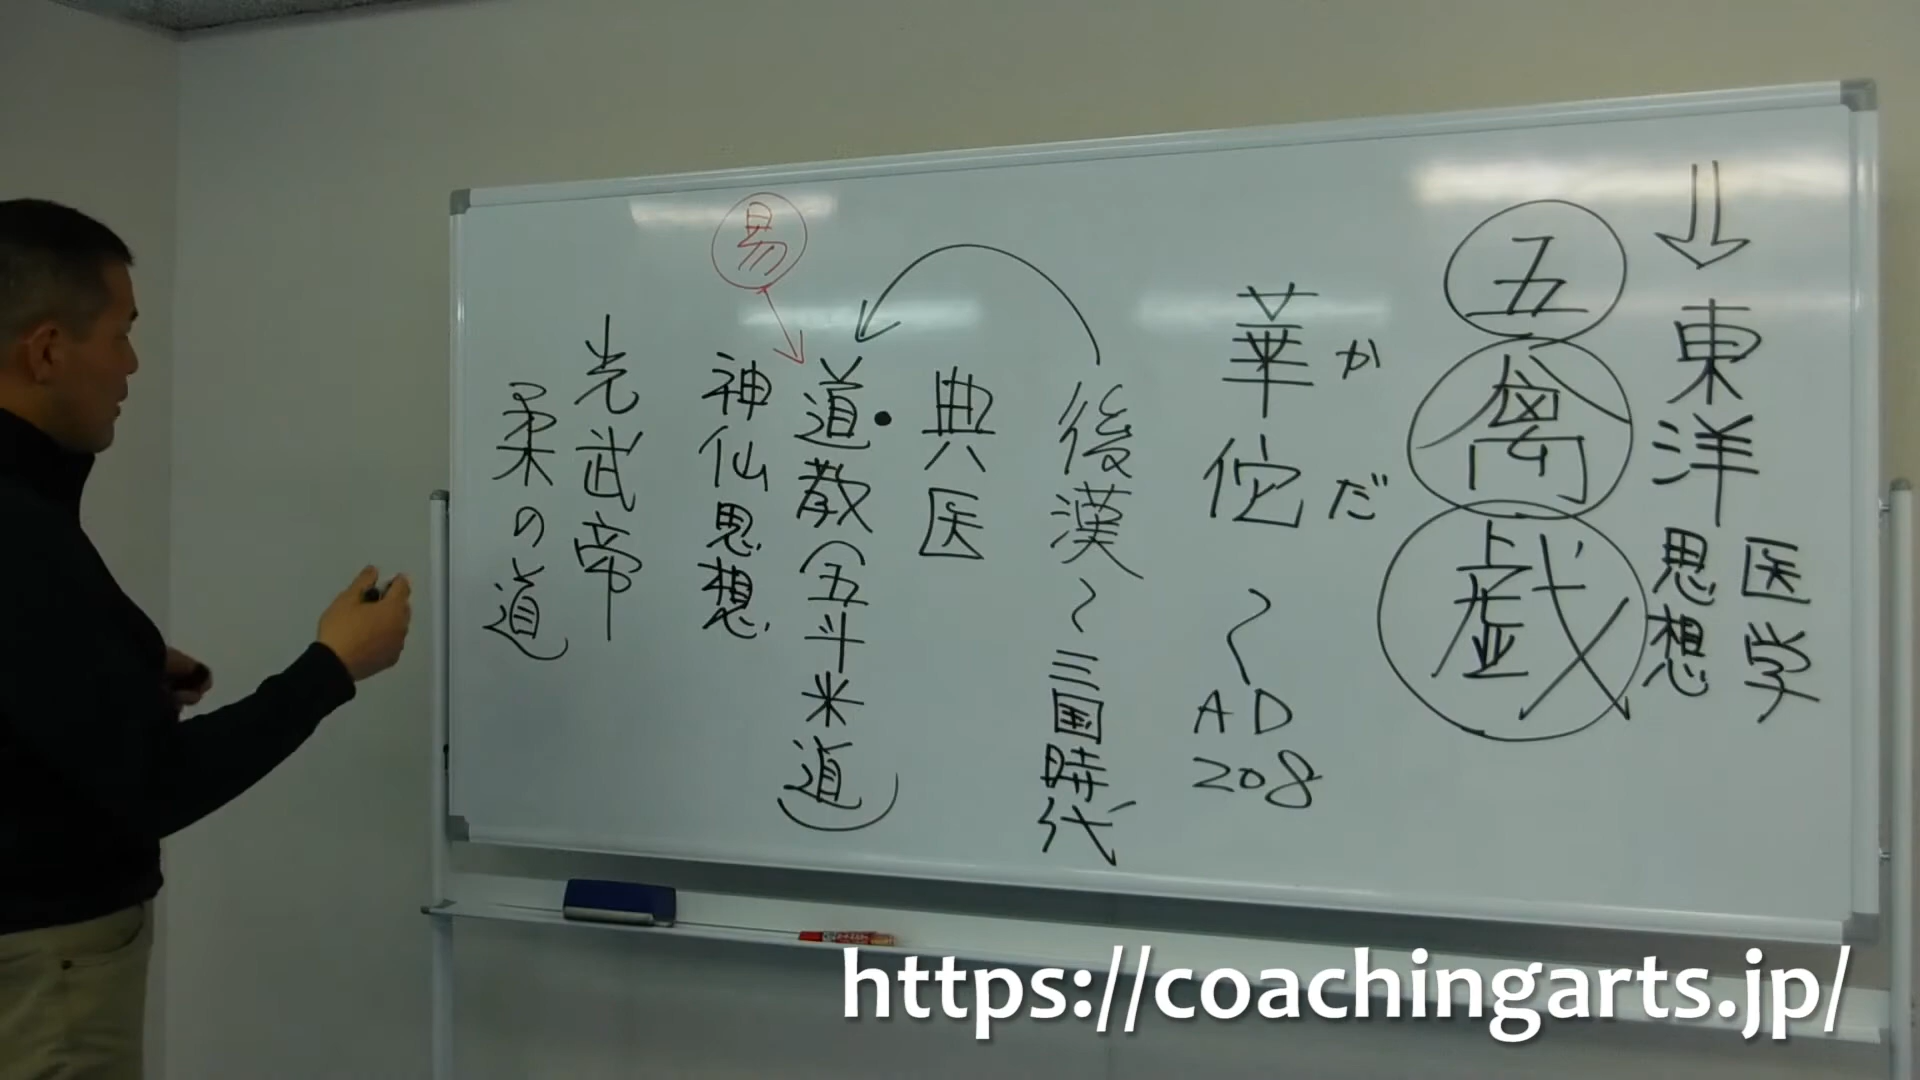 東洋
医学
思想
五禽戯
華佗
かだ
〜AD
208
後漢〜三国時代
典医
・
道教(五斗米道)
易
神仙思想
光武帝
柔の道
https://coachingarts.jp/